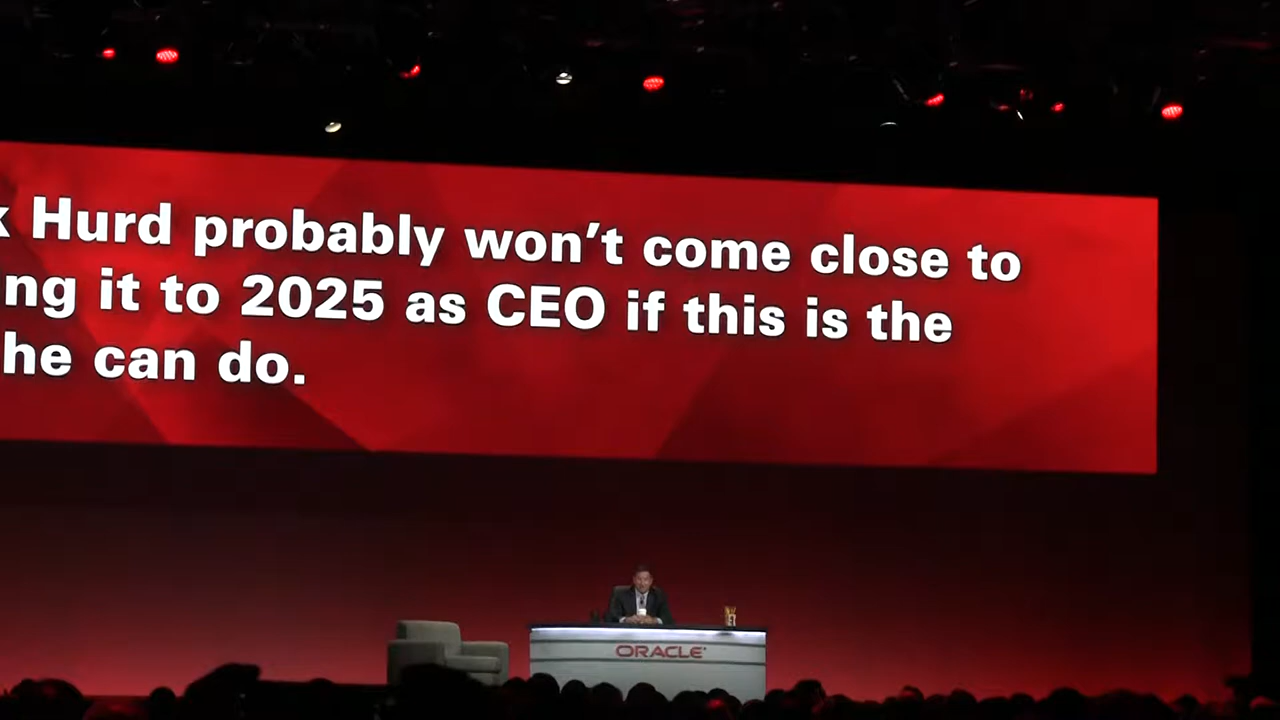 Hurd probably won't come close to
ng it to 2025 as CEO if this is the
he can do.
ORACLE